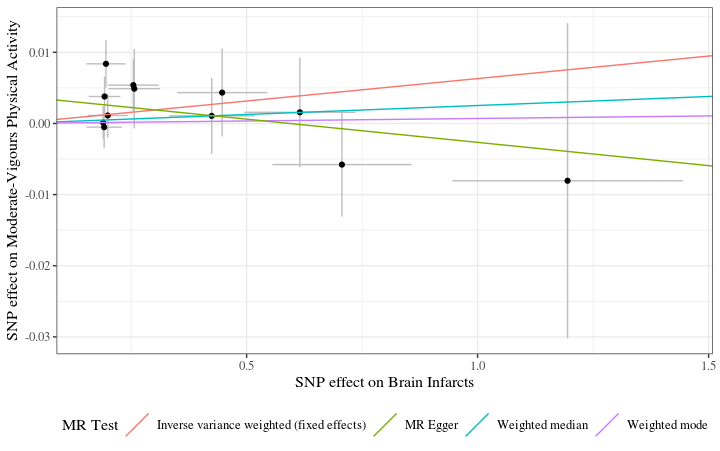 SNP effect on Moderate-Vigours Physical Activity
0.01
0.00
-0.01
-0.02
-0.03
0.5
1.0
1.5
SNP effect on Brain Infarcts
MR Test
Inverse variance weighted (fixed effects)
MR Egger
Weighted median
Weighted mode